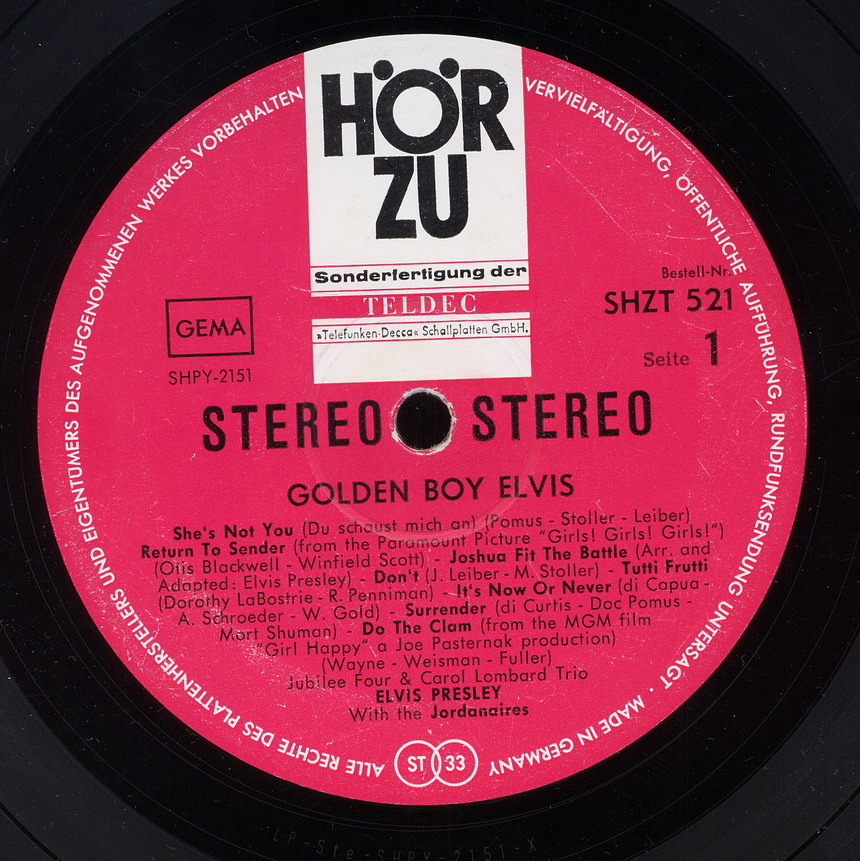 HÖR
ZU
Sonderfertigung der
TELDEC
»Telefunken-Decca« Schallplatten GmbH.
GEMA
SHPY-2151
Bestell-Nr.
SHZT 521
Seite 1
STEREO STEREO
GOLDEN BOY ELVIS
She's Not You (Du schaust mich an) (Pomus - Stoller - Leiber)
Return To Sender (from the Paramount Picture "Girls! Girls! Girls!")
(Otis Blackwell - Winfield Scott) - Joshua Fit The Battle (Arr. and
Adapted: Elvis Presley) - Don't (J. Leiber - M. Stoller) - Tutti Frutti
(Dorothy LaBostrie - R. Penniman) - It's Now Or Never (di Capua -
A. Schroeder - W. Gold) - Surrender (di Curtis - Doc Pomus -
Mort Shuman) - Do The Clam (from the MGM film
"Girl Happy" a Joe Pasternak production)
(Wayne - Weisman - Fuller)
Jubilee Four & Carol Lombard Trio
ELVIS PRESLEY
With the Jordanaires
ALLE RECHTE DES PLATTENHERSTELLERS UND EIGENTÜMERS DES AUFGENOMMENEN WERKES VORBEHALTEN
VERVIELFÄLTIGUNG, ÖFFENTLICHE AUFFÜHRUNG, RUNDFUNKSENDUNG UNTERSAGT · MADE IN GERMANY
ST 33
LP-Ste-SHPY-2151-X